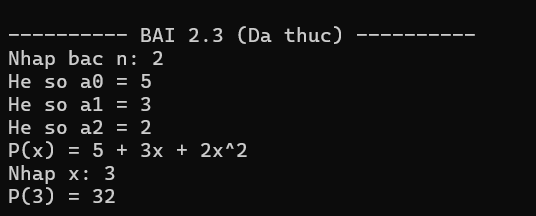 ---------- BAI 2.3 (Da thuc) ----------
Nhap bac n: 2
He so a0 = 5
He so a1 = 3
He so a2 = 2
P(x) = 5 + 3x + 2x^2
Nhap x: 3
P(3) = 32